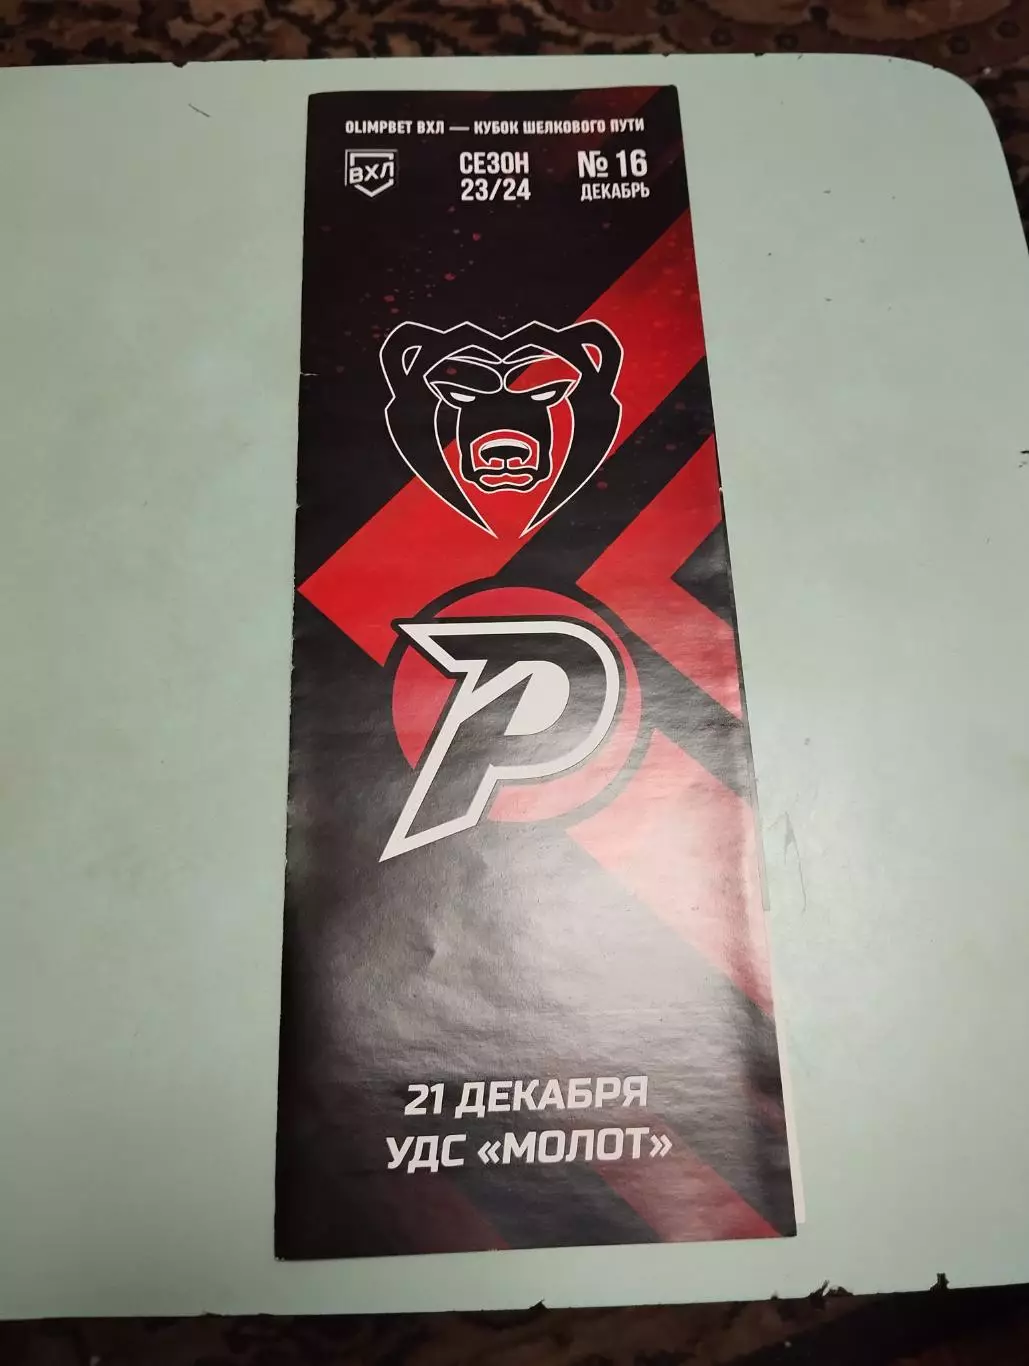 OLIMPBET ВХЛ — КУБОК ШЕЛКОВОГО ПУТИ
ВХЛ
СЕЗОН
23/24
№ 16
ДЕКАБРЬ
P
21 ДЕКАБРЯ
УДС «МОЛОТ»